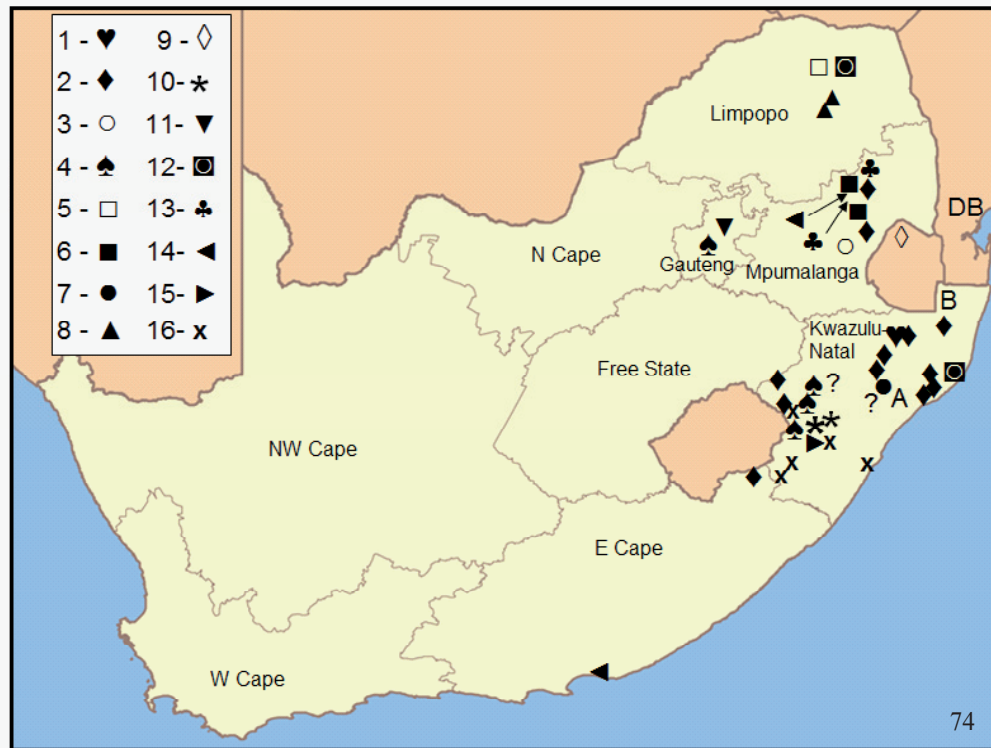 1 - ♥ 9 - ◊
2 - ♦ 10- *
3 - ○ 11- ▼
4 - ♠ 12- ◙
5 - □ 13- ♣
6 - ■ 14- ◄
7 - ● 15- ►
8 - ▲ 16- x
Limpopo
DB
N Cape
Gauteng
Mpumalanga
B
Kwazulu-
Natal
Free State
?
? A
NW Cape
E Cape
W Cape
74